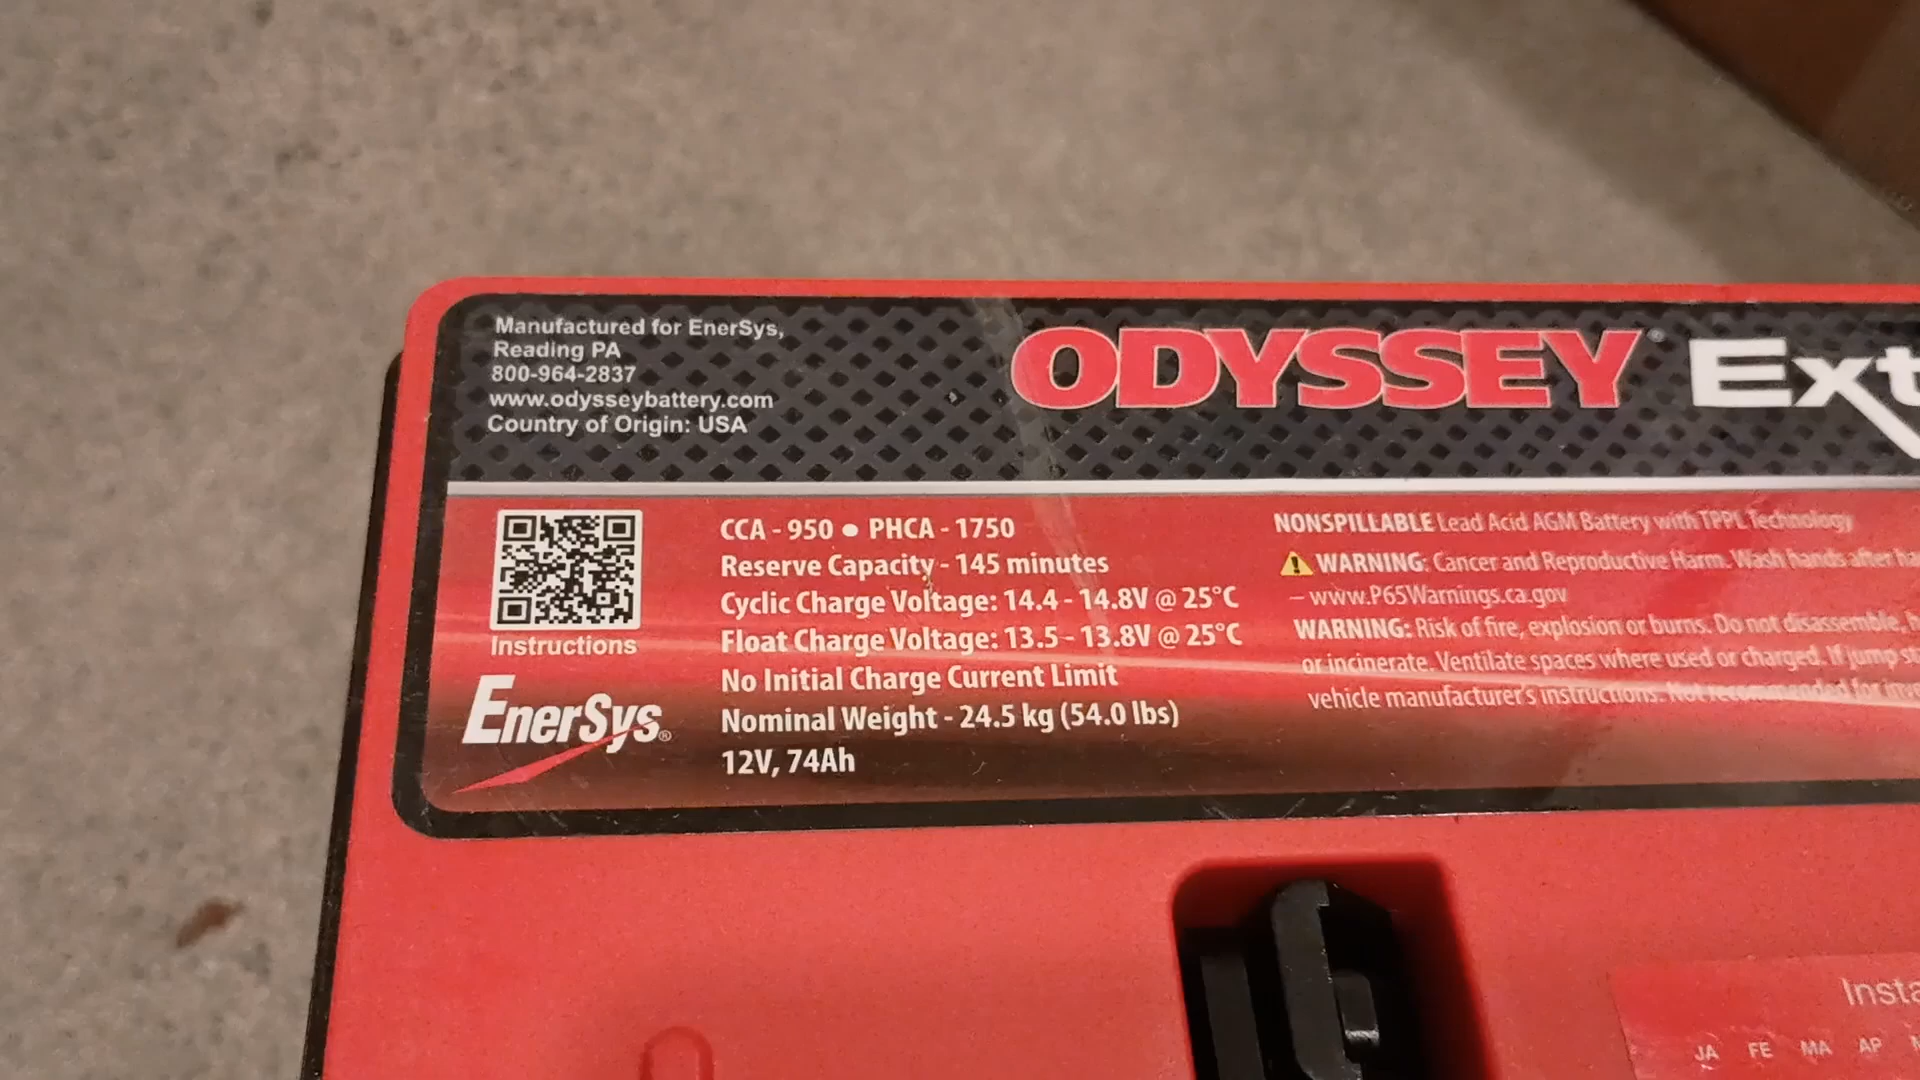 Manufactured for EnerSys,
Reading PA
800-964-2837
www.odysseybattery.com
Country of Origin: USA
ODYSSEY® Ext
Instructions
EnerSys®
CCA - 950 ● PHCA - 1750
Reserve Capacity - 145 minutes
Cyclic Charge Voltage: 14.4 - 14.8V @ 25°C
Float Charge Voltage: 13.5 - 13.8V @ 25°C
No Initial Charge Current Limit
Nominal Weight - 24.5 kg (54.0 lbs)
12V, 74Ah
NONSPILLABLE Lead Acid AGM Battery with TPPL Technology
WARNING: Cancer and Reproductive Harm. Wash hands after
– www.P65Warnings.ca.gov
WARNING: Risk of fire, explosion or burns. Do not disassemble,
or incinerate. Ventilate spaces where used or charged. If jump
vehicle manufacturer's instructions. Not recommended for
Insta
JA FE MA AP